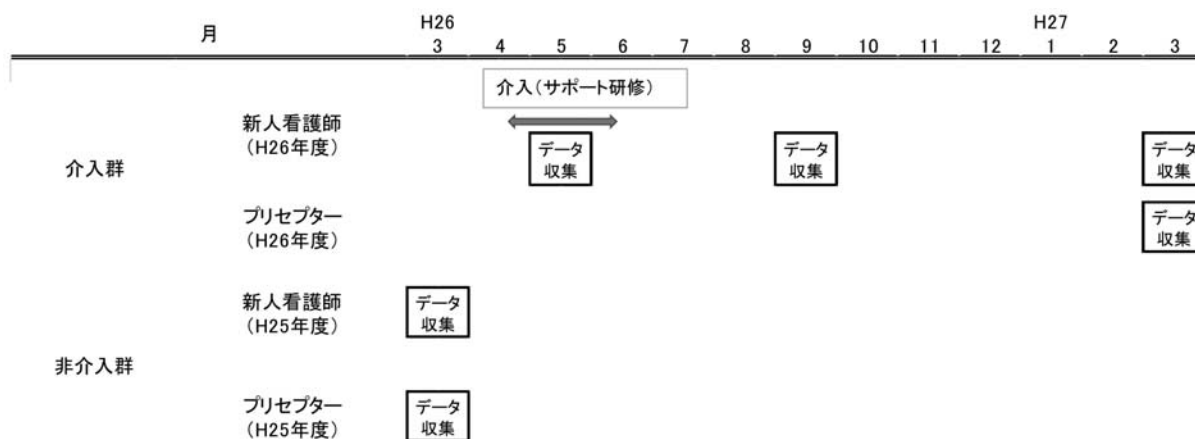 月
H26
H27
3 4 5 6 7 8 9 10 11 12 1 2 3
介入(サポート研修)
介入群
新人看護師
(H26年度)
データ
収集
データ
収集
データ
収集
プリセプター
(H26年度)
データ
収集
非介入群
新人看護師
(H25年度)
データ
収集
プリセプター
(H25年度)
データ
収集